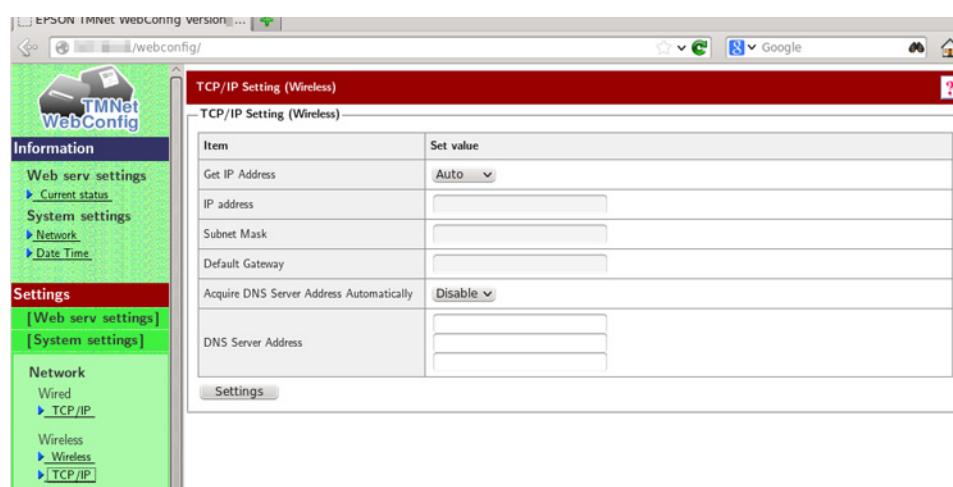 EPSON TMNet WebConfig Version ...
/webconfig/
Google
TMNet
WebConfig
Information
Web serv settings
Current status
System settings
Network
Date Time
Settings
[Web serv settings]
[System settings]
Network
Wired
TCP/IP
Wireless
Wireless
TCP/IP
TCP/IP Setting (Wireless)
TCP/IP Setting (Wireless)
Item Set value
Get IP Address Auto
IP address
Subnet Mask
Default Gateway
Acquire DNS Server Address Automatically Disable
DNS Server Address
Settings